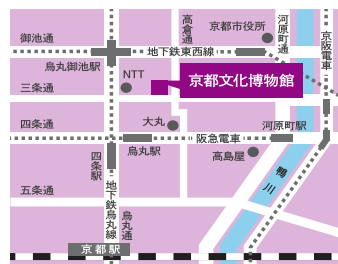 高倉通
京都市役所
河原町通
京阪電車
御池通
地下鉄東西線
烏丸御池駅
NTT
京都文化博物館
三条通
四条通
大丸
阪急電車
河原町駅
烏丸駅
高島屋
四条駅
鴨川
五条通
地下鉄烏丸線
烏丸通
京都駅